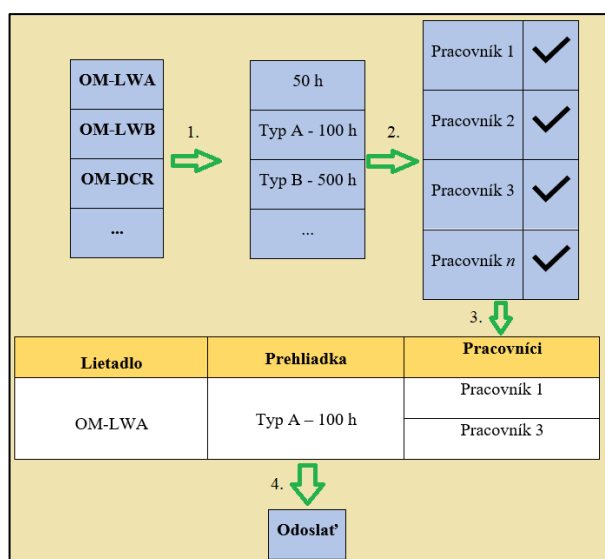 OM-LWA
OM-LWB
OM-DCR
...
1.
50 h
Typ A - 100 h
Typ B - 500 h
...
2.
Pracovník 1
Pracovník 2
Pracovník 3
Pracovník n
3.
Lietadlo
Prehliadka
Pracovníci
OM-LWA
Typ A – 100 h
Pracovník 1
Pracovník 3
4.
Odoslať